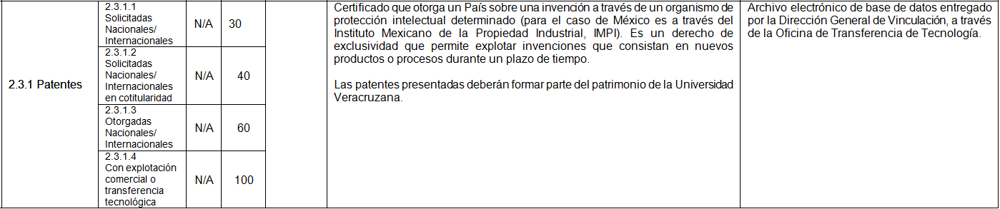 2.3.1 Patentes
2.3.1.1
Solicitadas
Nacionales/
Internacionales
N/A
30
2.3.1.2
Solicitadas
Nacionales/
Internacionales
en cotitularidad
N/A
40
2.3.1.3
Otorgadas
Nacionales/
Internacionales
N/A
60
2.3.1.4
Con explotación
comercial o
transferencia
tecnológica
N/A
100
Certificado que otorga un País sobre una invención a través de un organismo de
protección intelectual determinado (para el caso de México es a través del
Instituto Mexicano de la Propiedad Industrial, IMPI). Es un derecho de
exclusividad que permite explotar invenciones que consistan en nuevos
productos o procesos durante un plazo de tiempo.
Las patentes presentadas deberán formar parte del patrimonio de la Universidad
Veracruzana.
Archivo electrónico de base de datos entregado
por la Dirección General de Vinculación, a través
de la Oficina de Transferencia de Tecnología.